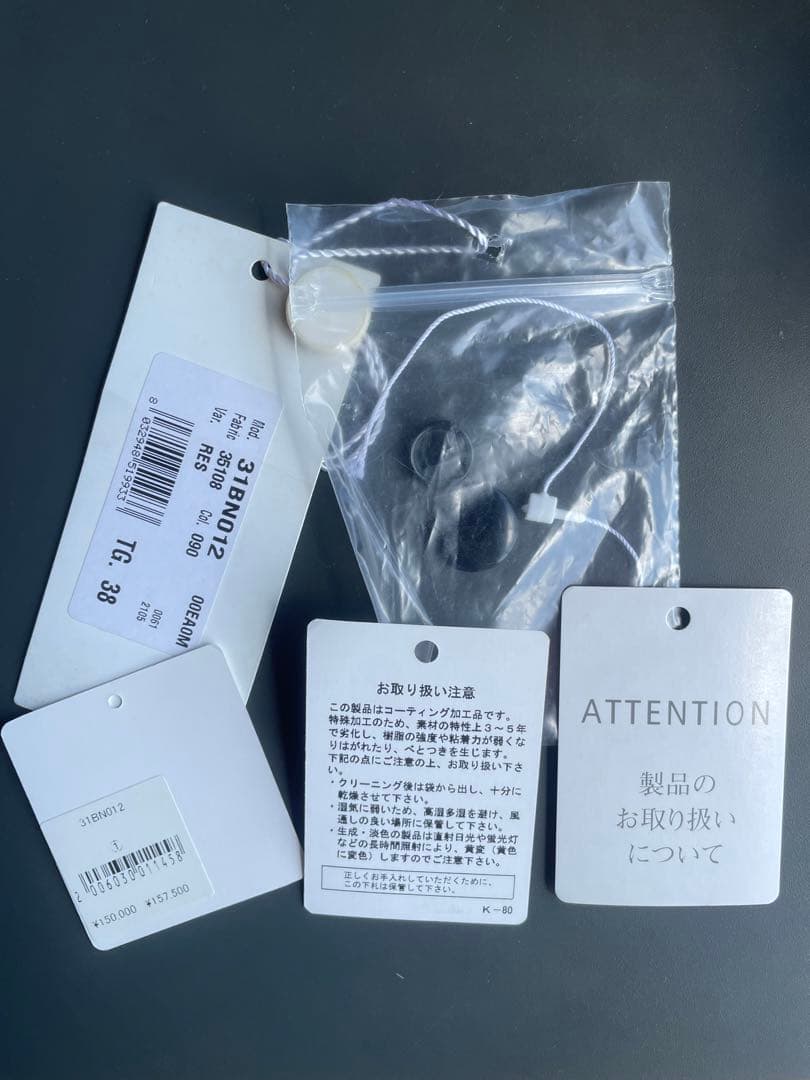 Mod. 31BN012 00EA0M
Fabric 35108 Col. 090 0061
Var. RES 2105
8 032948 519933
TG. 38
31BN012
①
2 006030 011458
¥150,000 ¥157,500
お取り扱い注意
この製品はコーティング加工品です。
特殊加工のため、素材の特性上3〜5年
で劣化し、樹脂の強度や粘着力が弱くな
りはがれたり、べとつきを生じます。
下記の点にご注意の上、お取り扱い下さ
い。
・クリーニング後は袋から出し、十分に
乾燥させて下さい。
・湿気に弱いため、高湿多湿を避け、風
通しの良い場所に保管して下さい。
・生成・淡色の製品は直射日光や蛍光灯
などの長時間照射により、黄変（黄色
に変色）しますのでご注意下さい。
正しくお手入れしていただくために、
この下札は保管して下さい。
K−80
ATTENTION
製品の
お取り扱い
について